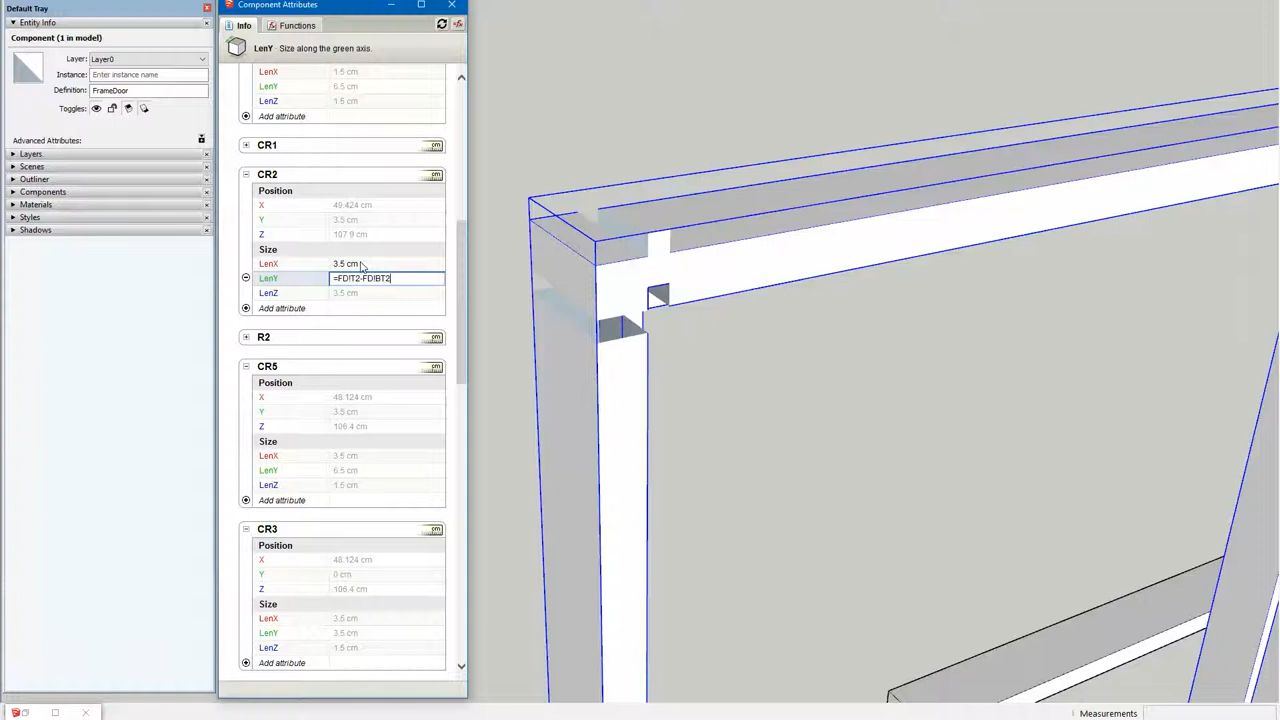 Default Tray
Entity Info
Component (1 in model)
Layer: Layer0
Instance: Enter instance name
Definition: FrameDoor
Toggles:
Advanced Attributes:
Layers
Scenes
Outliner
Components
Materials
Styles
Shadows
Component Attributes
Info Functions
LenY - Size along the green axis.
LenX 1.5 cm
LenY 6.5 cm
LenZ 1.5 cm
Add attribute
CR1 cm
CR2 cm
Position
X 49.424 cm
Y 3.5 cm
Z 107.9 cm
Size
LenX 3.5 cm
LenY =FD!T2-FD!BT2
LenZ 3.5 cm
Add attribute
R2 cm
CR5 cm
Position
X 48.124 cm
Y 3.5 cm
Z 106.4 cm
Size
LenX 3.5 cm
LenY 6.5 cm
LenZ 1.5 cm
Add attribute
CR3 cm
Position
X 48.124 cm
Y 0 cm
Z 106.4 cm
Size
LenX 3.5 cm
LenY 3.5 cm
LenZ 1.5 cm
Add attribute
Measurements